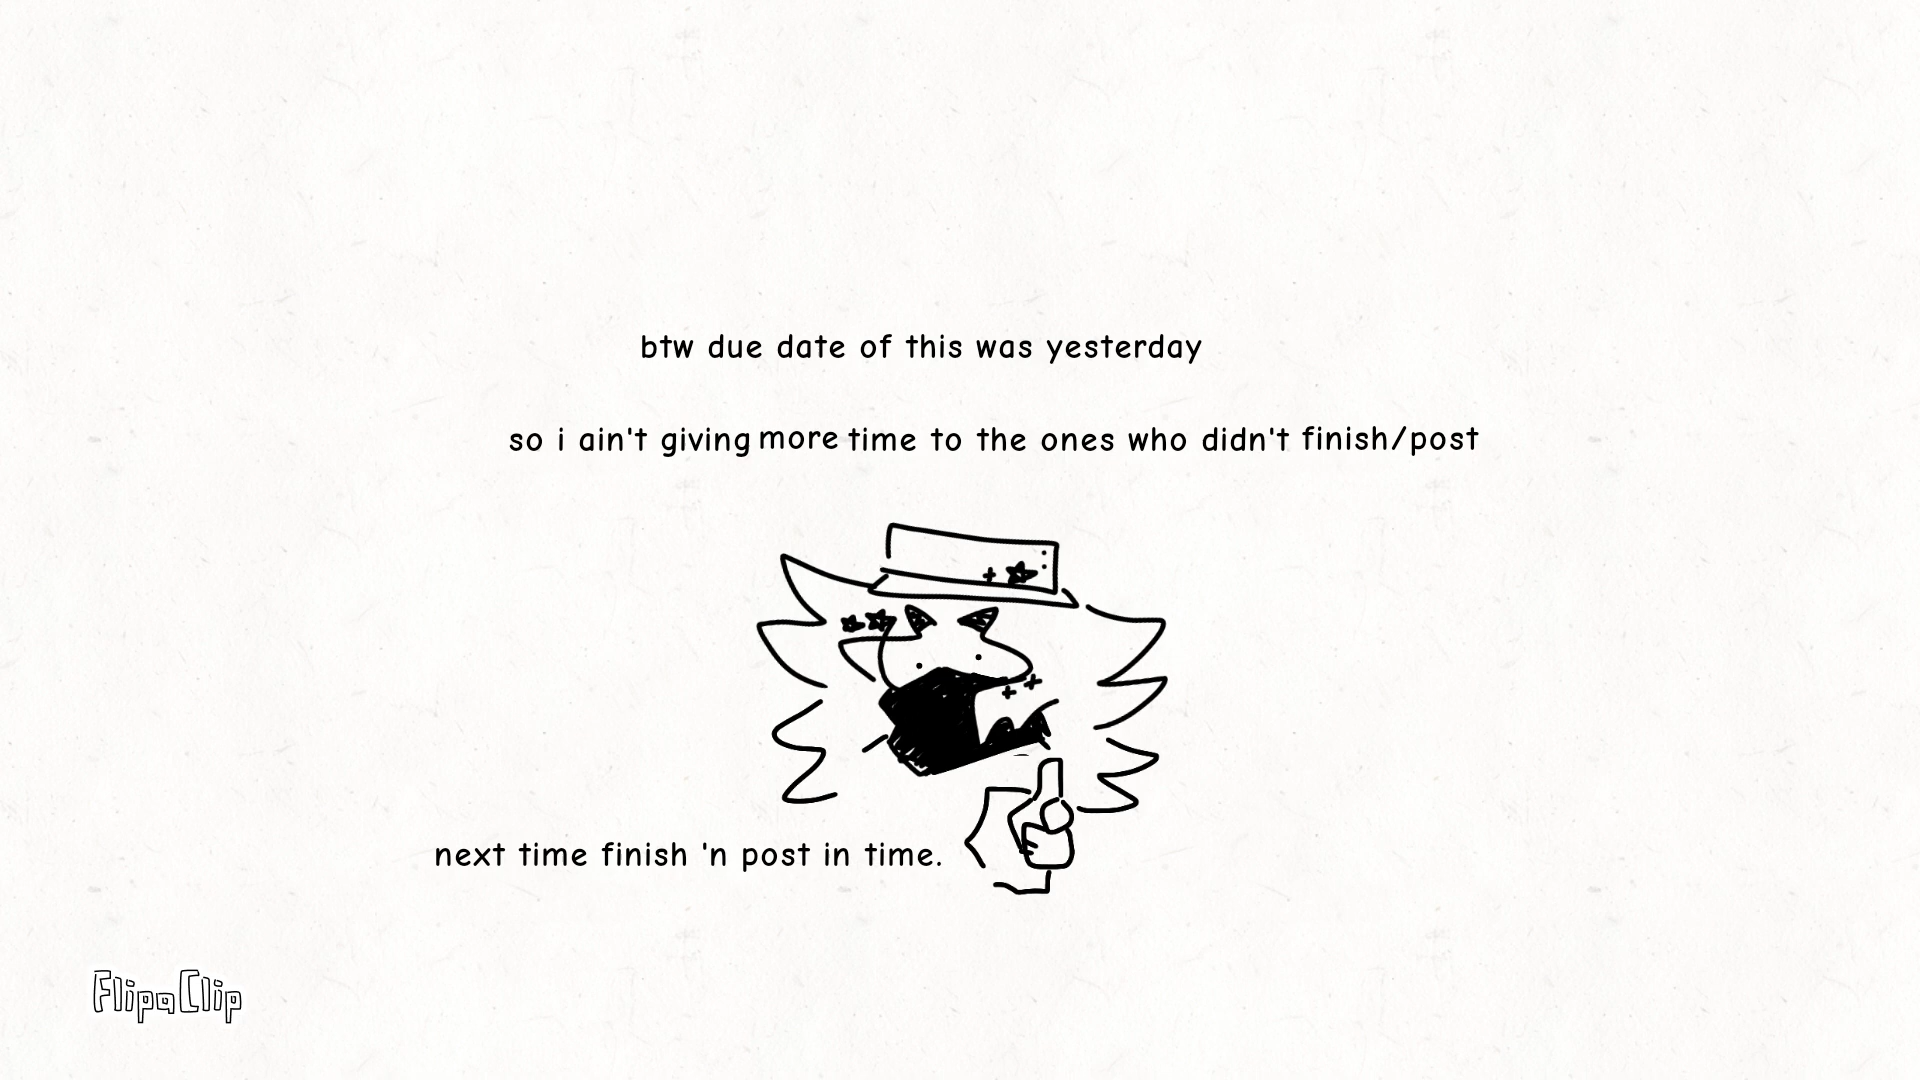 btw due date of this was yesterday
so i ain't giving more time to the ones who didn't finish/post
next time finish 'n post in time.
FlipaClip